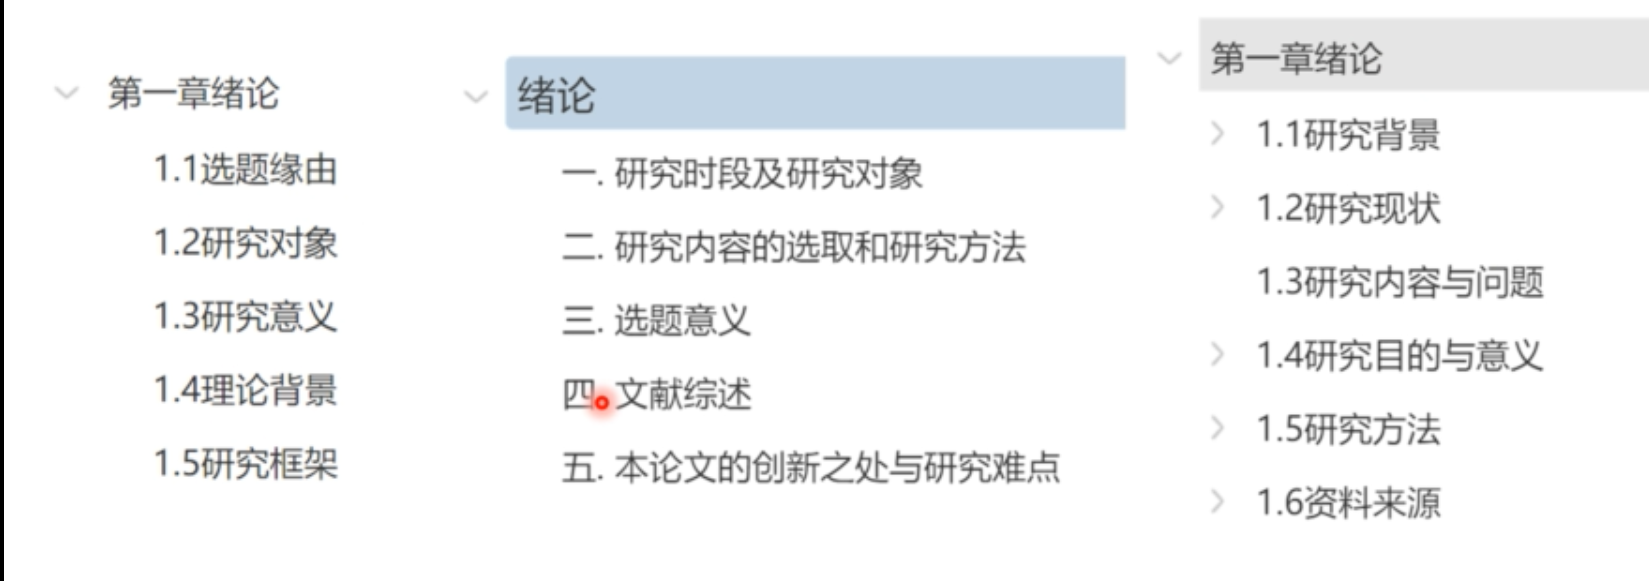 第一章绪论
1.1选题缘由
1.2研究对象
1.3研究意义
1.4理论背景
1.5研究框架
绪论
一. 研究时段及研究对象
二. 研究内容的选取和研究方法
三. 选题意义
四. 文献综述
五. 本论文的创新之处与研究难点
第一章绪论
1.1研究背景
1.2研究现状
1.3研究内容与问题
1.4研究目的与意义
1.5研究方法
1.6资料来源